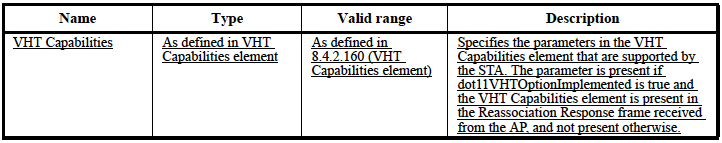 Name Type Valid range Description
VHT Capabilities As defined in VHT As defined in Specifies the parameters in the VHT
Capabilities element 8.4.2.160 (VHT Capabilities element that are supported by
Capabilities element) the STA. The parameter is present if
dot11VHTOptionImplemented is true and
the VHT Capabilities element is present in
the Reassociation Response frame received
from the AP, and not present otherwise.